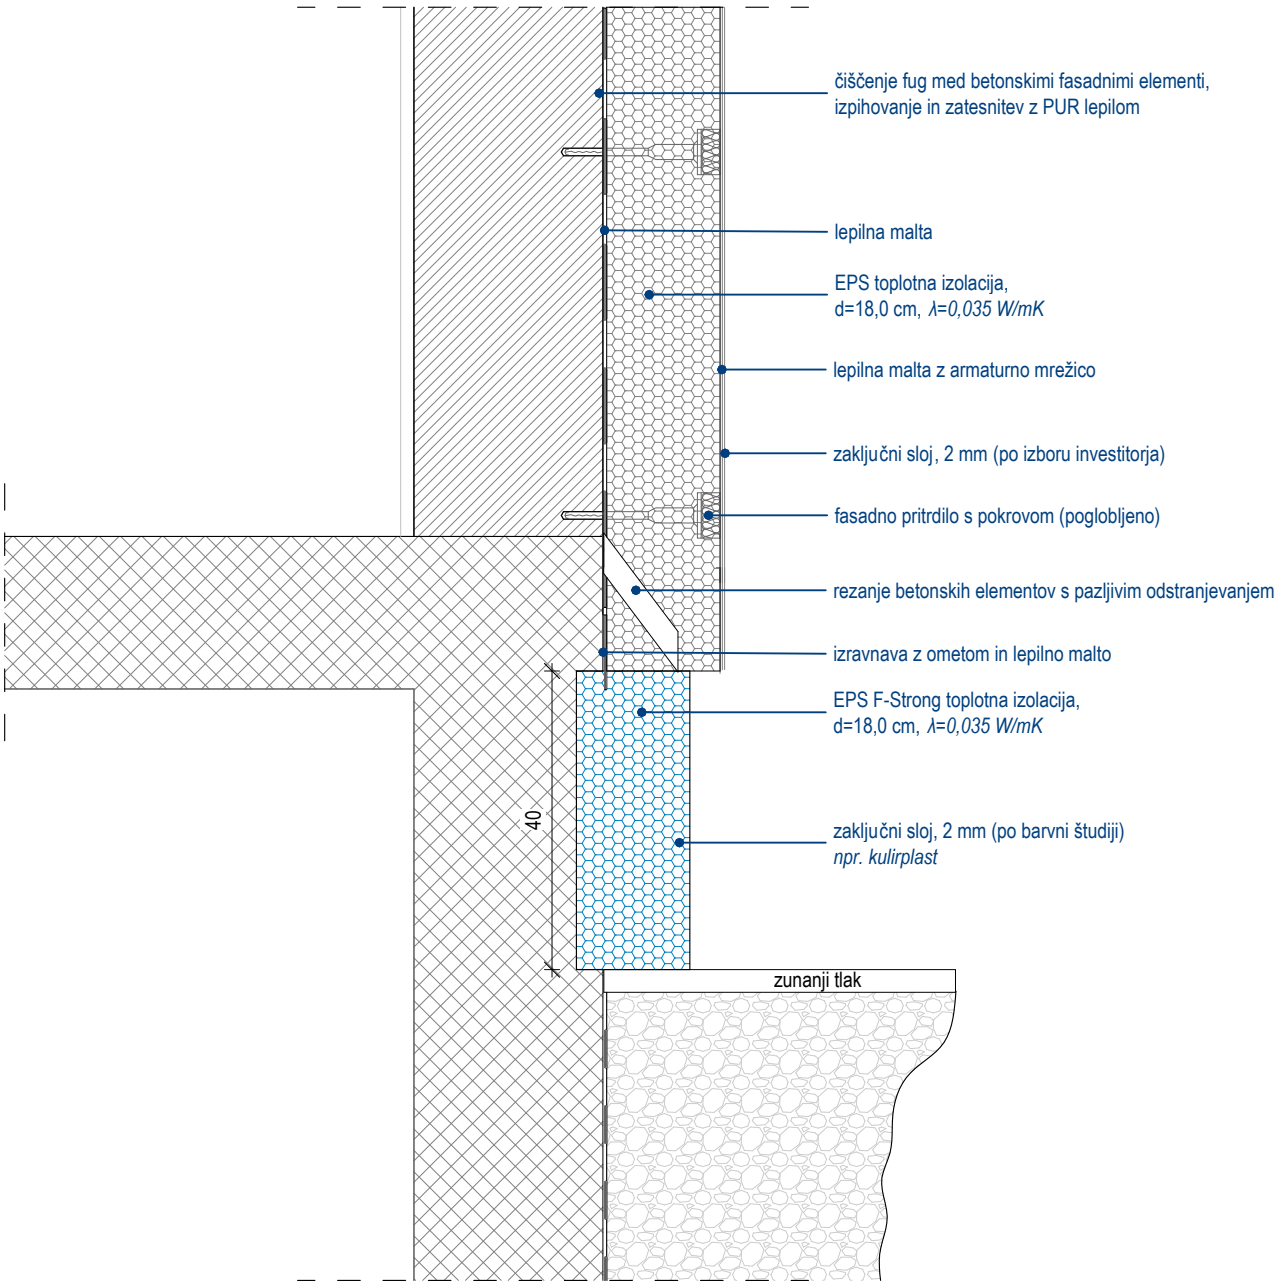 čiščenje fug med betonskimi fasadnimi elementi,
izpihovanje in zatesnitev z PUR lepilom
lepilna malta
EPS toplotna izolacija,
d=18,0 cm, λ=0,035 W/mK
lepilna malta z armaturno mrežico
zaključni sloj, 2 mm (po izboru investitorja)
fasadno pritrdilo s pokrovom (poglobljeno)
rezanje betonskih elementov s pazljivim odstranjevanjem
izravnava z ometom in lepilno malto
EPS F-Strong toplotna izolacija,
d=18,0 cm, λ=0,035 W/mK
40
zaključni sloj, 2 mm (po barvni študiji)
npr. kulirplast
zunanji tlak